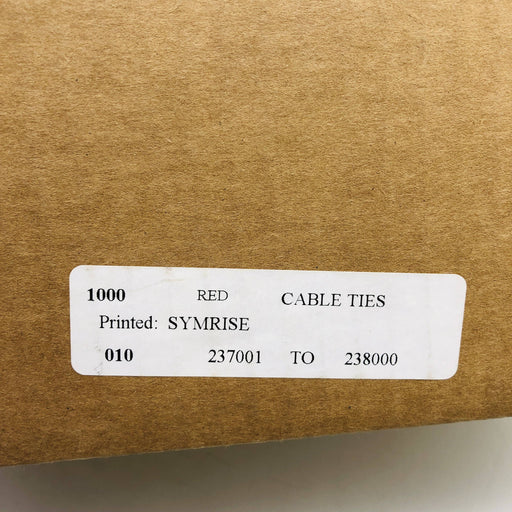 1000 RED CABLE TIES
Printed: SYMRISE
010 237001 TO 238000